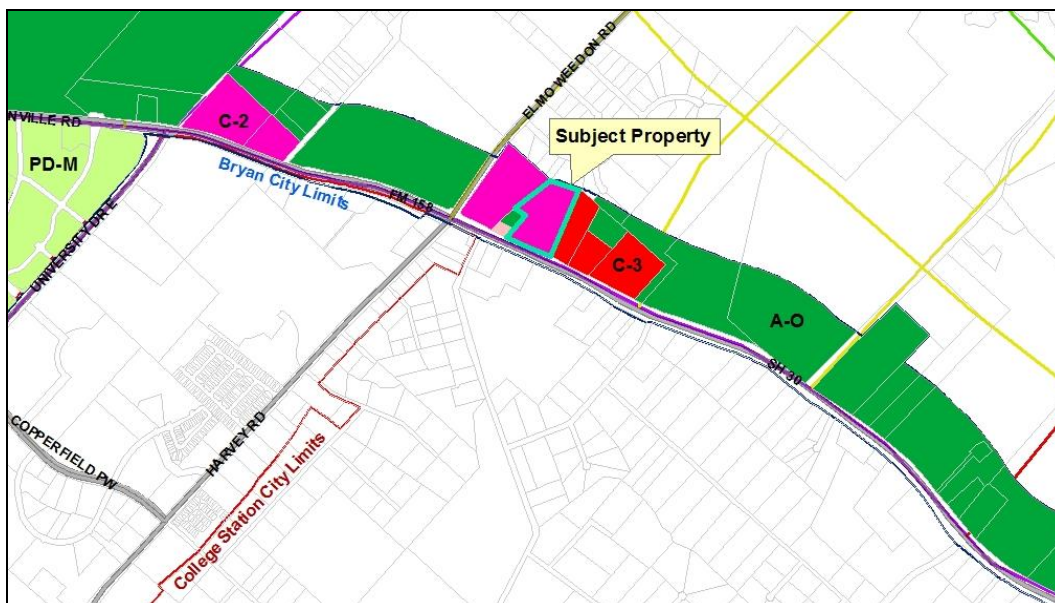 ELMO WEEDON RD
NVILLE RD
C-2
Subject Property
PD-M
Bryan City Limits
FM 158
UNIVERSITY DR E
C-3
A-O
SH 30
HARVEY RD
COPPERFIELD PW
College Station City Limits